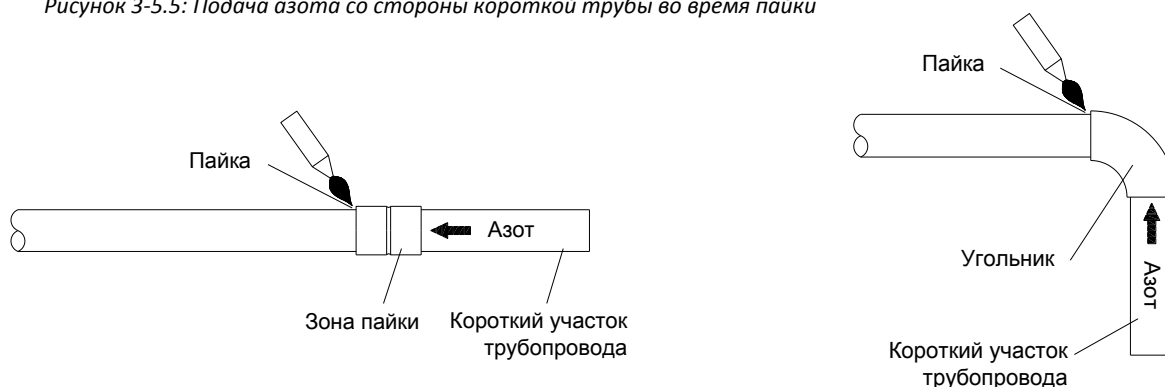 Рисунок 3-5.5: Подача азота со стороны короткой трубы во время пайки
Пайка
Азот
Зона пайки
Короткий участок
трубопровода
Пайка
Угольник
Азот
Короткий участок
трубопровода